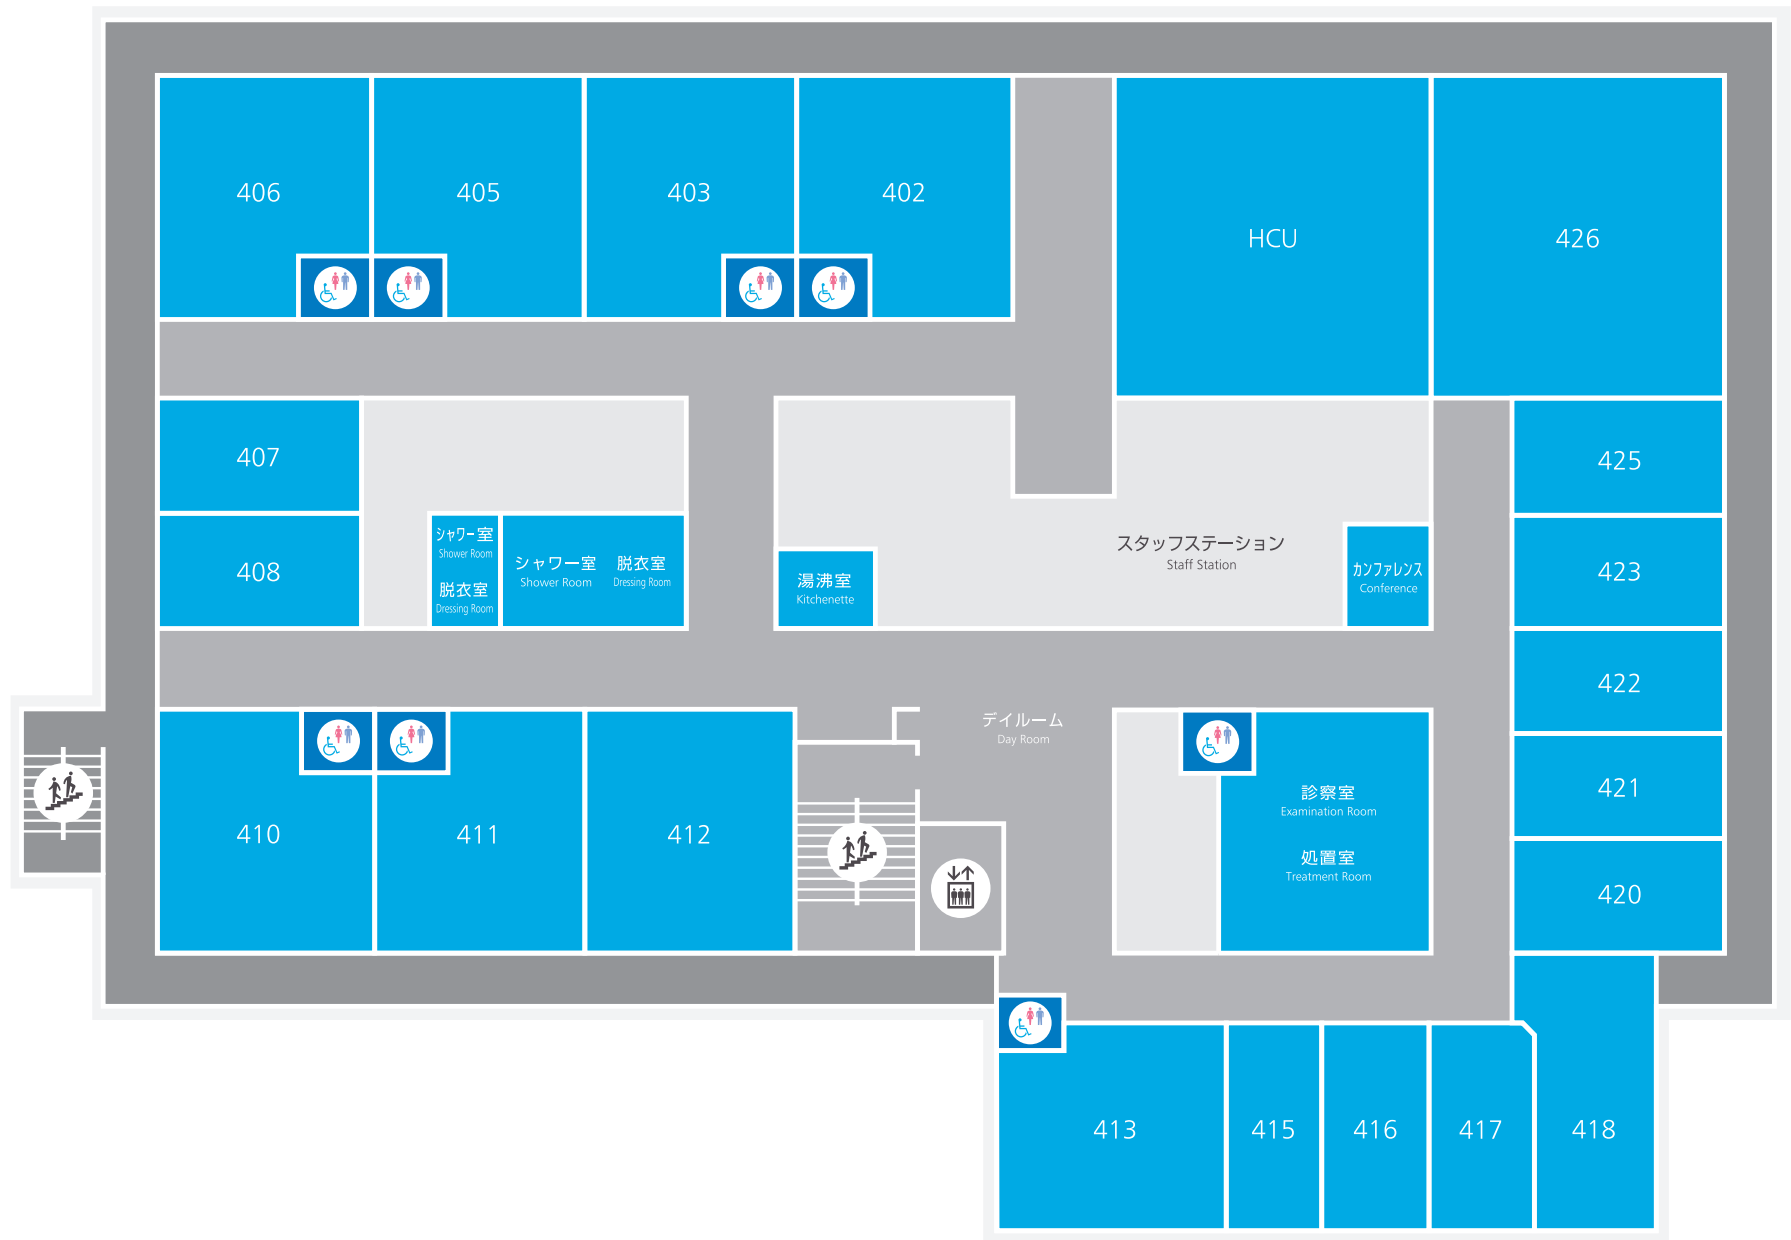 406
405
403
402
HCU
426
407
425
シャワー室
Shower Room
シャワー室
Shower Room
脱衣室
Dressing Room
脱衣室
Dressing Room
408
湯沸室
Kitchenette
スタッフステーション
Staff Station
カンファレンス
Conference
423
422
デイルーム
Day Room
421
診察室
Examination Room
処置室
Treatment Room
410
411
412
420
413
415
416
417
418